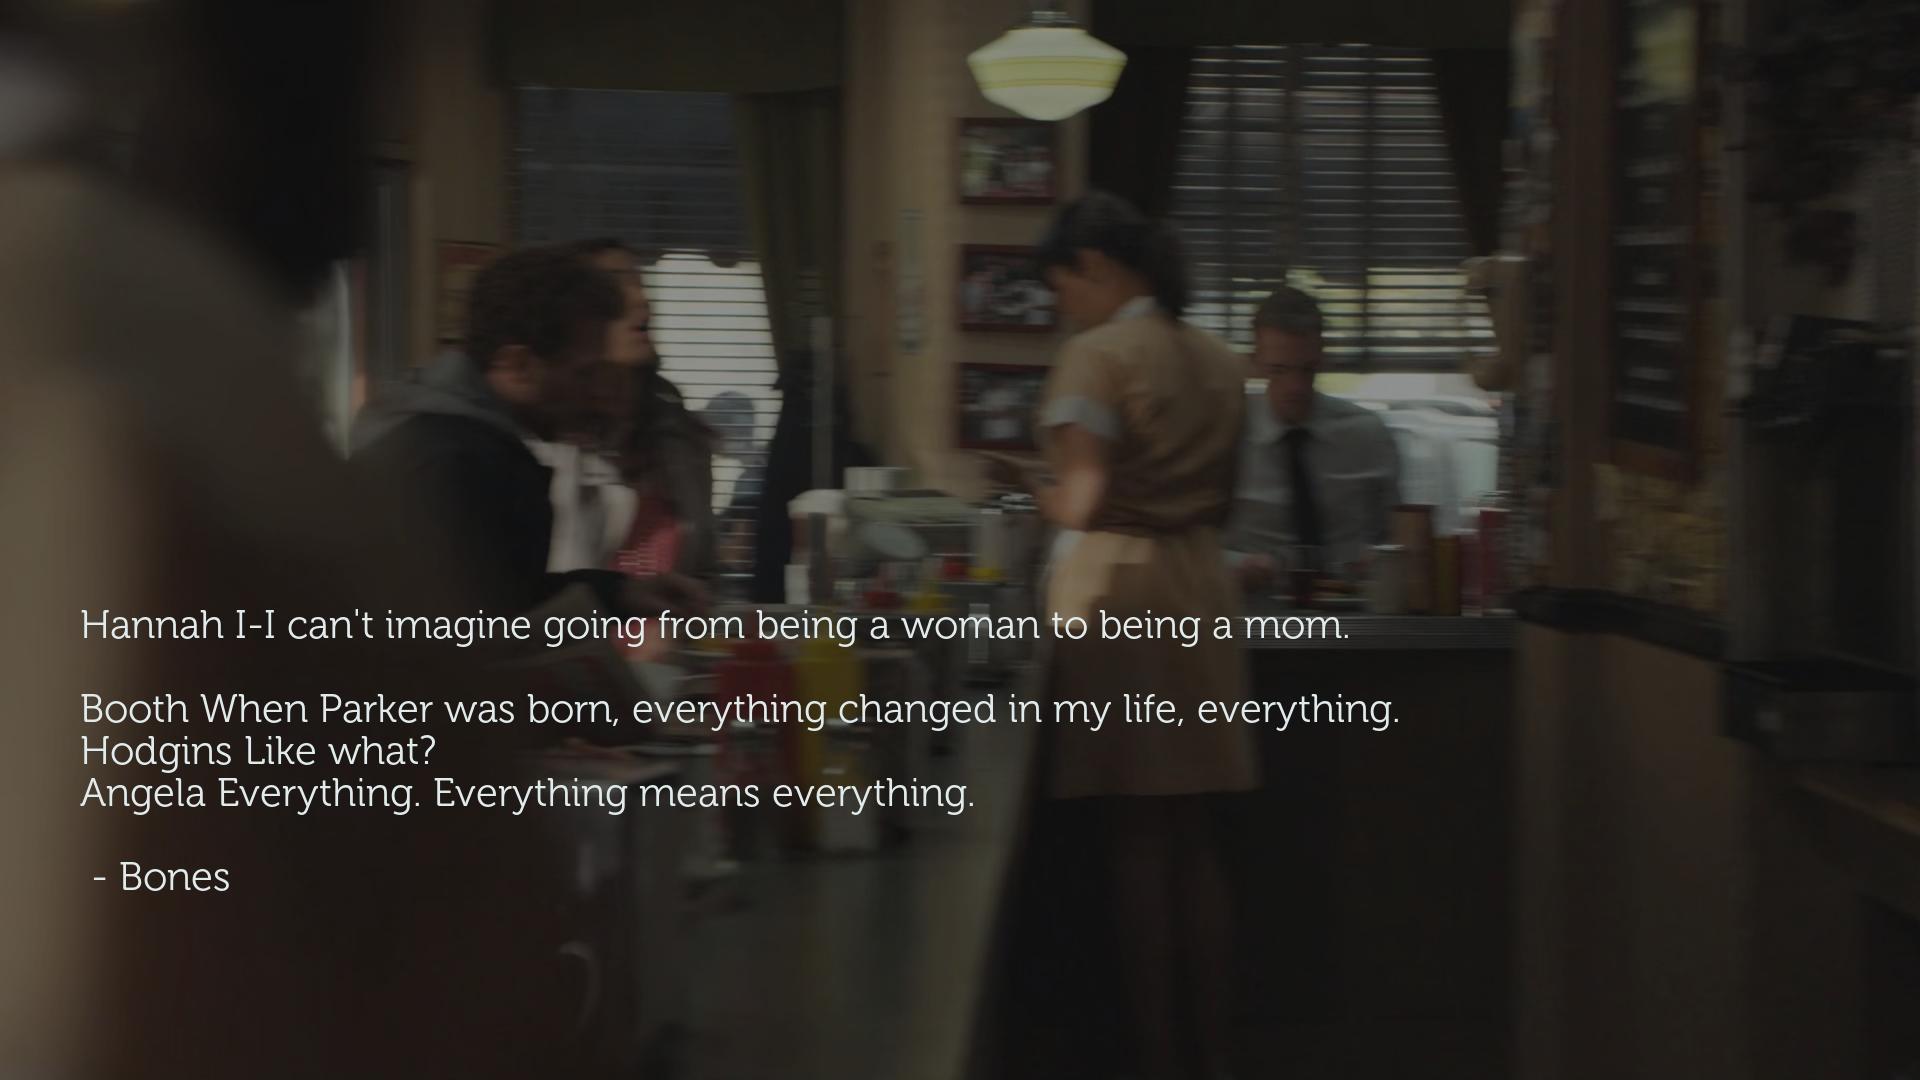 Hannah I-I can't imagine going from being a woman to being a mom.
Booth When Parker was born, everything changed in my life, everything.
Hodgins Like what?
Angela Everything. Everything means everything.
- Bones